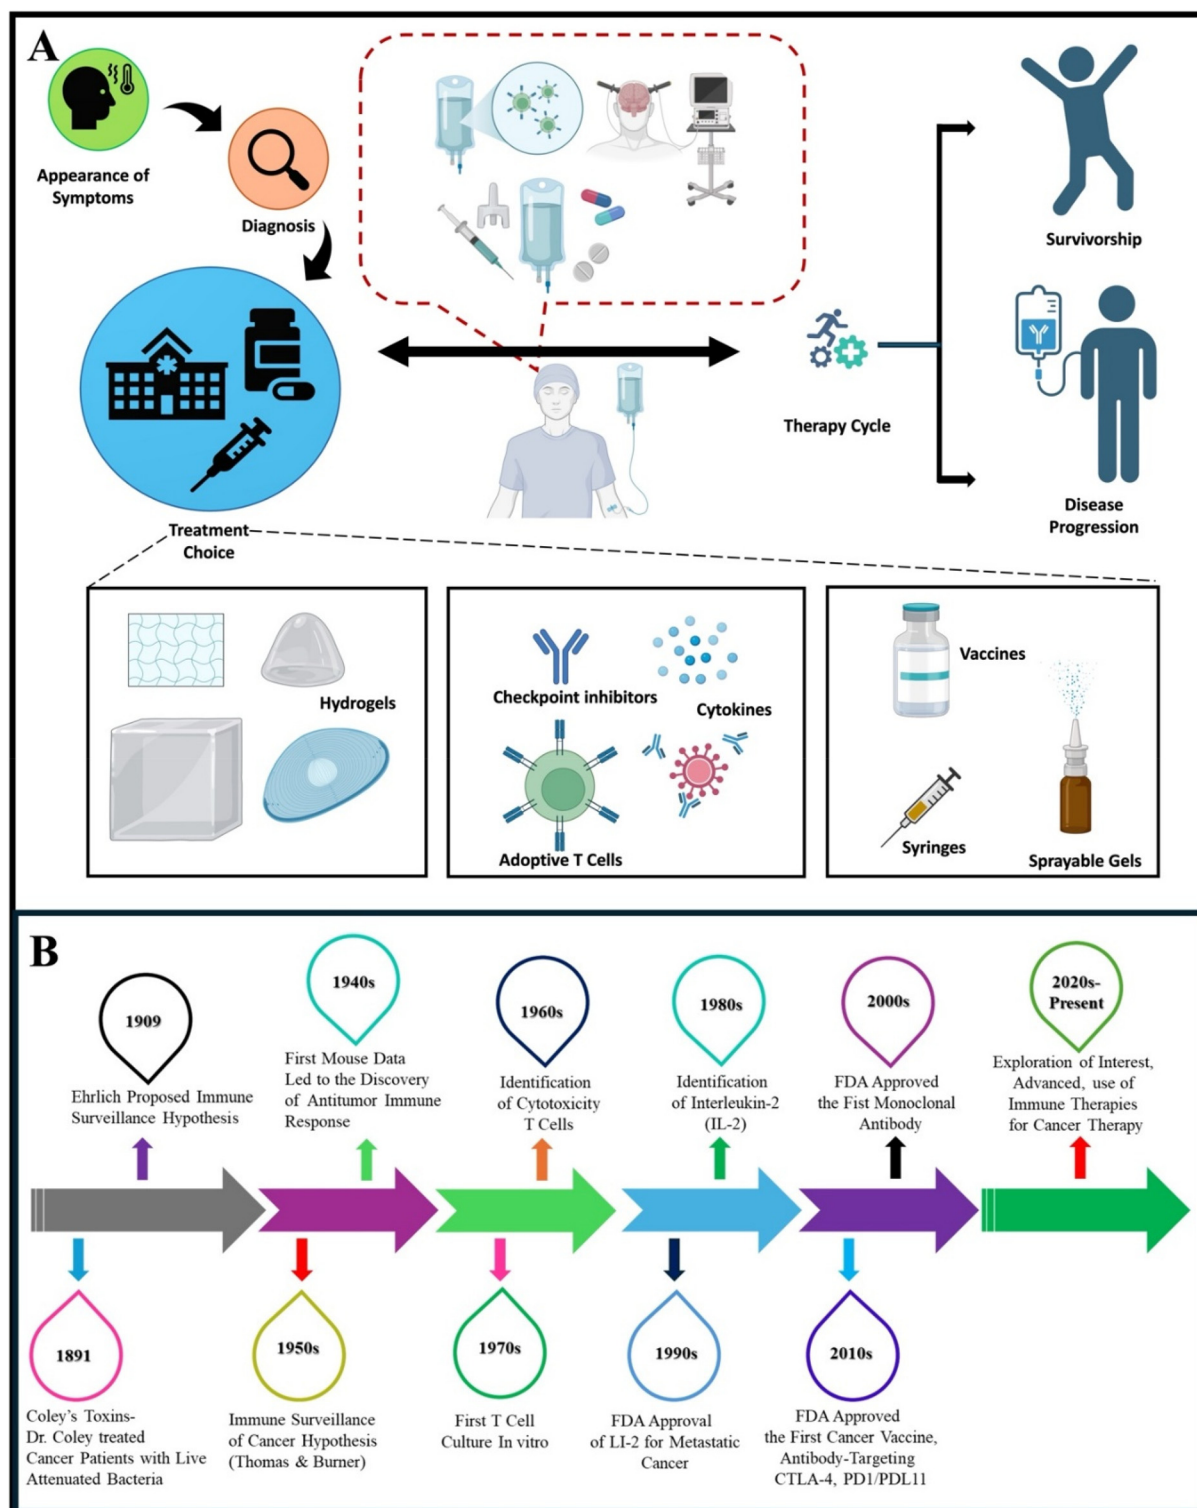 A
Appearance of
Symptoms
Diagnosis
Treatment
Choice
Therapy Cycle
Survivorship
Disease
Progression
Hydrogels
Checkpoint inhibitors
Cytokines
Adoptive T Cells
Vaccines
Syringes
Sprayable Gels
B
1909
Ehrlich Proposed Immune
Surveillance Hypothesis
1940s
First Mouse Data
Led to the Discovery
of Antitumor Immune
Response
1960s
Identification
of Cytotoxicity
T Cells
1980s
Identification
of Interleukin-2
(IL-2)
2000s
FDA Approved
the Fist Monoclonal
Antibody
2020s-
Present
Exploration of Interest,
Advanced, use of
Immune Therapies
for Cancer Therapy
1891
Coley's Toxins-
Dr. Coley treated
Cancer Patients with Live
Attenuated Bacteria
1950s
Immune Surveillance
of Cancer Hypothesis
(Thomas & Burner)
1970s
First T Cell
Culture In vitro
1990s
FDA Approval
of LI-2 for Metastatic
Cancer
2010s
FDA Approved
the First Cancer Vaccine,
Antibody-Targeting
CTLA-4, PD1/PDL11